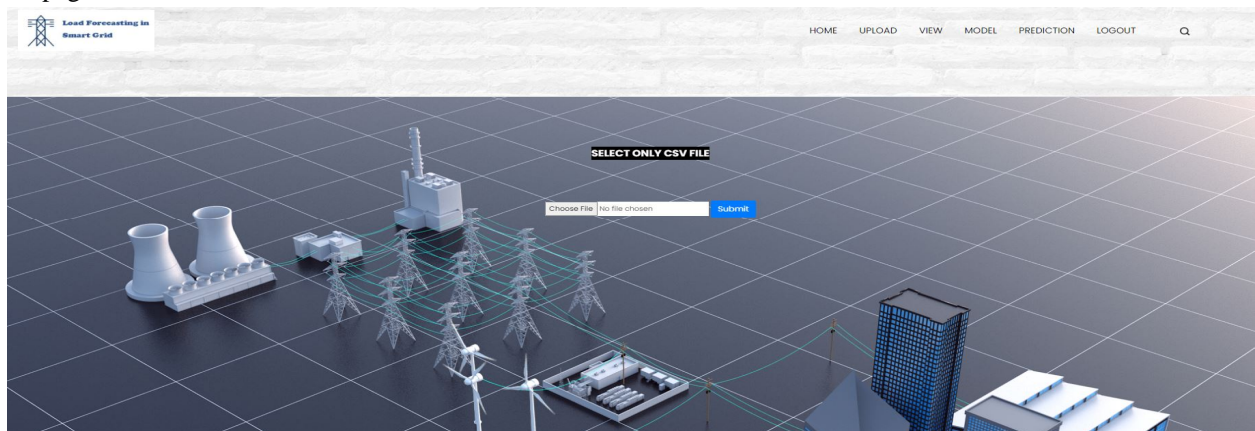 Load Forecasting in
Smart Grid
HOME UPLOAD VIEW MODEL PREDICTION LOGOUT
SELECT ONLY CSV FILE
Choose File No file chosen Submit